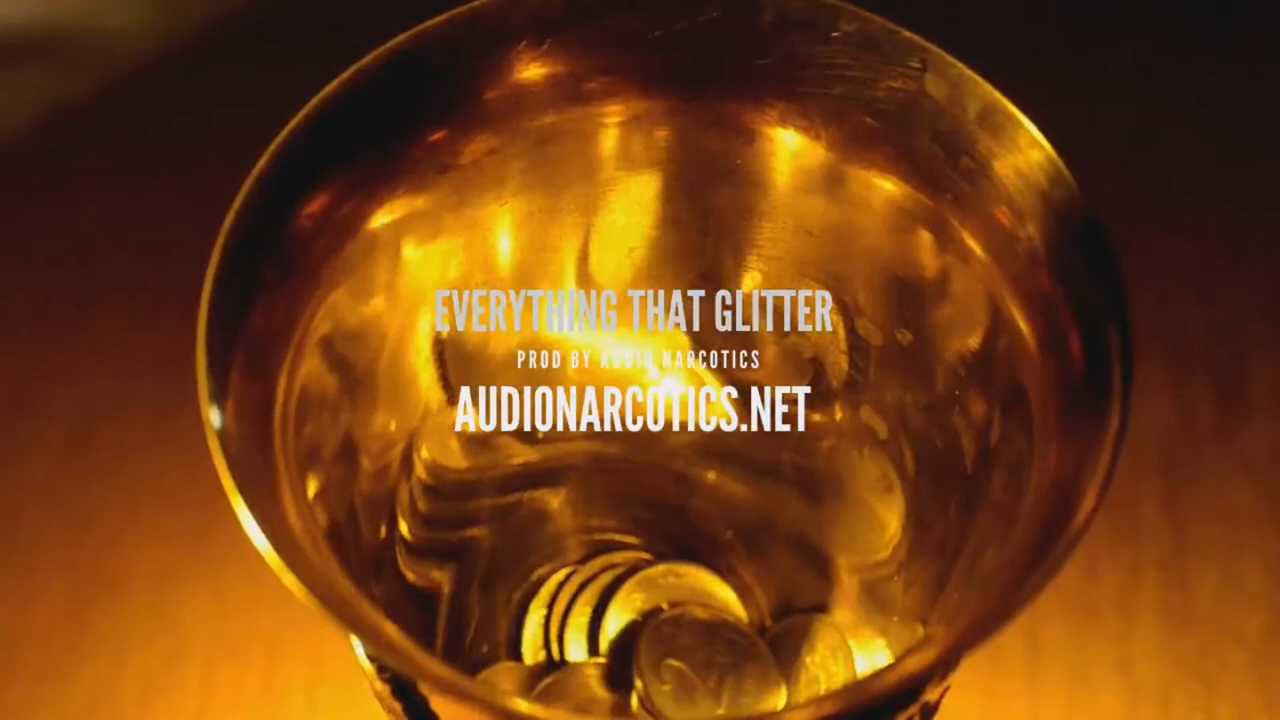 EVERYTHING THAT GLITTER
PROD BY AUDIO NARCOTICS
AUDIONARCOTICS.NET